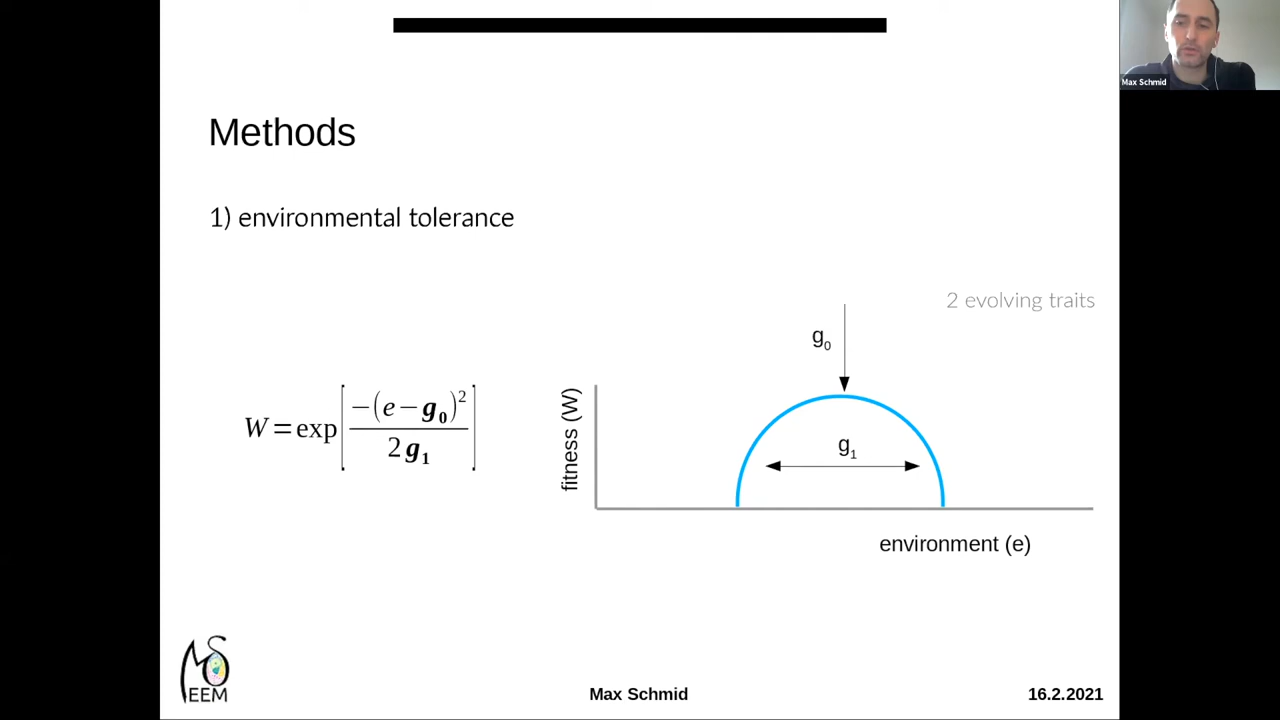 Max Schmid
Methods
1) environmental tolerance
2 evolving traits
g₀
W=exp[−(e−g₀)²/2g₁]
fitness (W)
g₁
environment (e)
MS
EEM
Max Schmid
16.2.2021